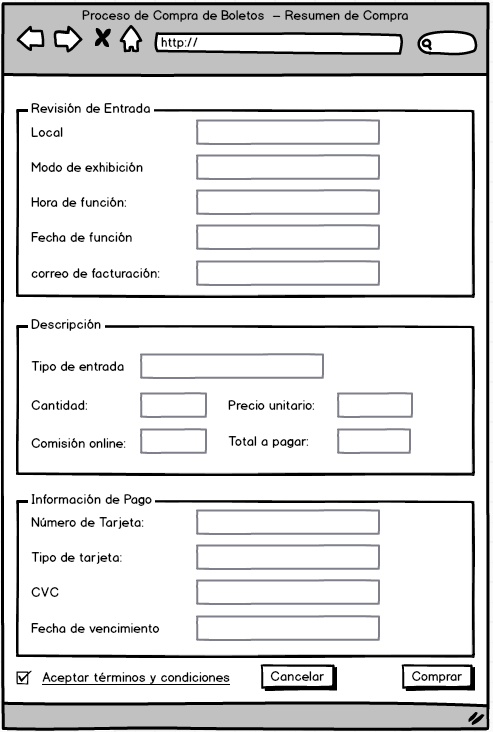 Proceso de Compra de Boletos – Resumen de Compra
http://
Revisión de Entrada
Local
Modo de exhibición
Hora de función:
Fecha de función
correo de facturación:
Descripción
Tipo de entrada
Cantidad: Precio unitario:
Comisión online: Total a pagar:
Información de Pago
Número de Tarjeta:
Tipo de tarjeta:
CVC
Fecha de vencimiento
Aceptar términos y condiciones Cancelar Comprar